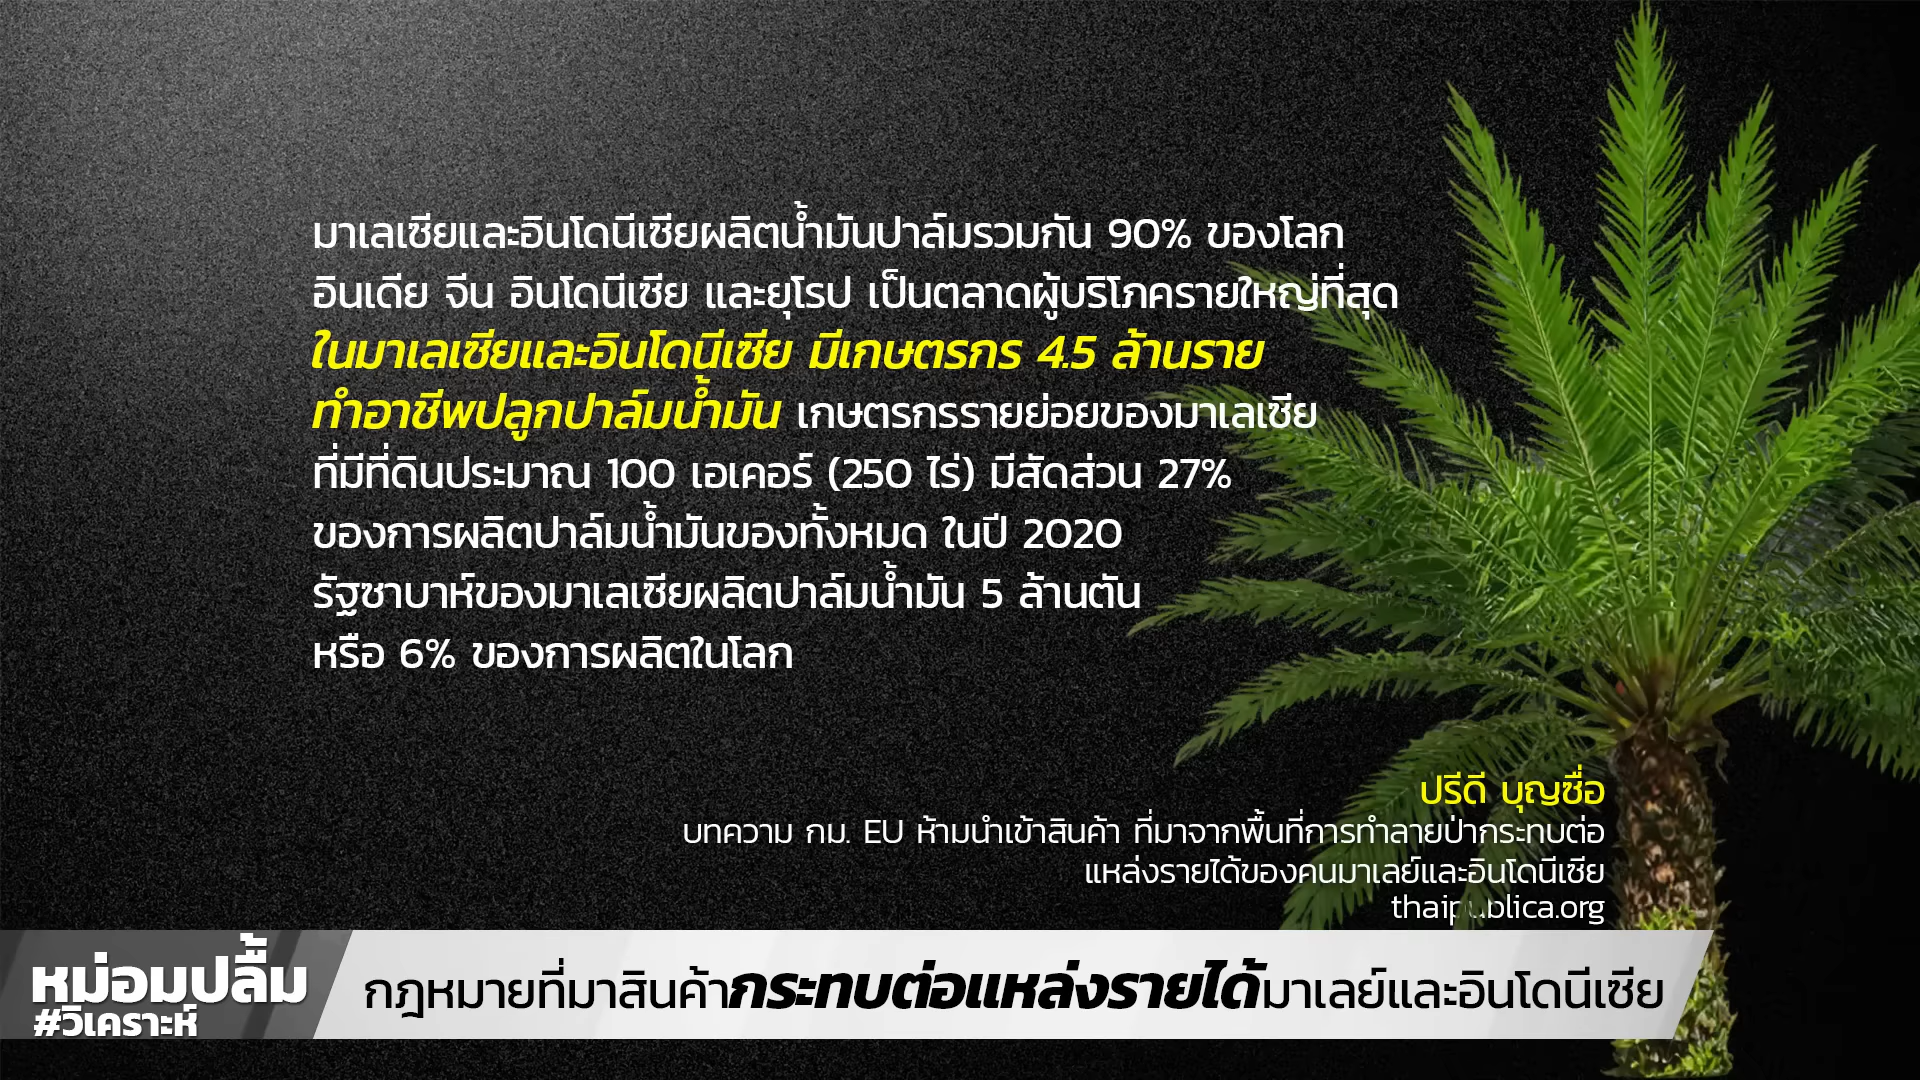 มาเลเซียและอินโดนีเซียผลิตน้ำมันปาล์มรวมกัน 90% ของโลก
อินเดีย จีน อินโดนีเซีย และยุโรป เป็นตลาดผู้บริโภครายใหญ่ที่สุด
ในมาเลเซียและอินโดนีเซีย มีเกษตรกร 4.5 ล้านราย
ทำอาชีพปลูกปาล์มน้ำมัน เกษตรกรรายย่อยของมาเลเซีย
ที่มีที่ดินประมาณ 100 เอเคอร์ (250 ไร่) มีสัดส่วน 27%
ของการผลิตปาล์มน้ำมันของทั้งหมด ในปี 2020
รัฐซาบาห์ของมาเลเซียผลิตปาล์มน้ำมัน 5 ล้านตัน
หรือ 6% ของการผลิตในโลก
ปรีดี บุญซื่อ
บทความ กม. EU ห้ามนำเข้าสินค้า ที่มาจากพื้นที่การทำลายป่ากระทบต่อ
แหล่งรายได้ของคนมาเลย์และอินโดนีเซีย
thaipublica.org
หม่อมปลื้ม
#วิเคราะห์
กฎหมายที่มาสินค้ากระทบต่อแหล่งรายได้มาเลย์และอินโดนีเซีย